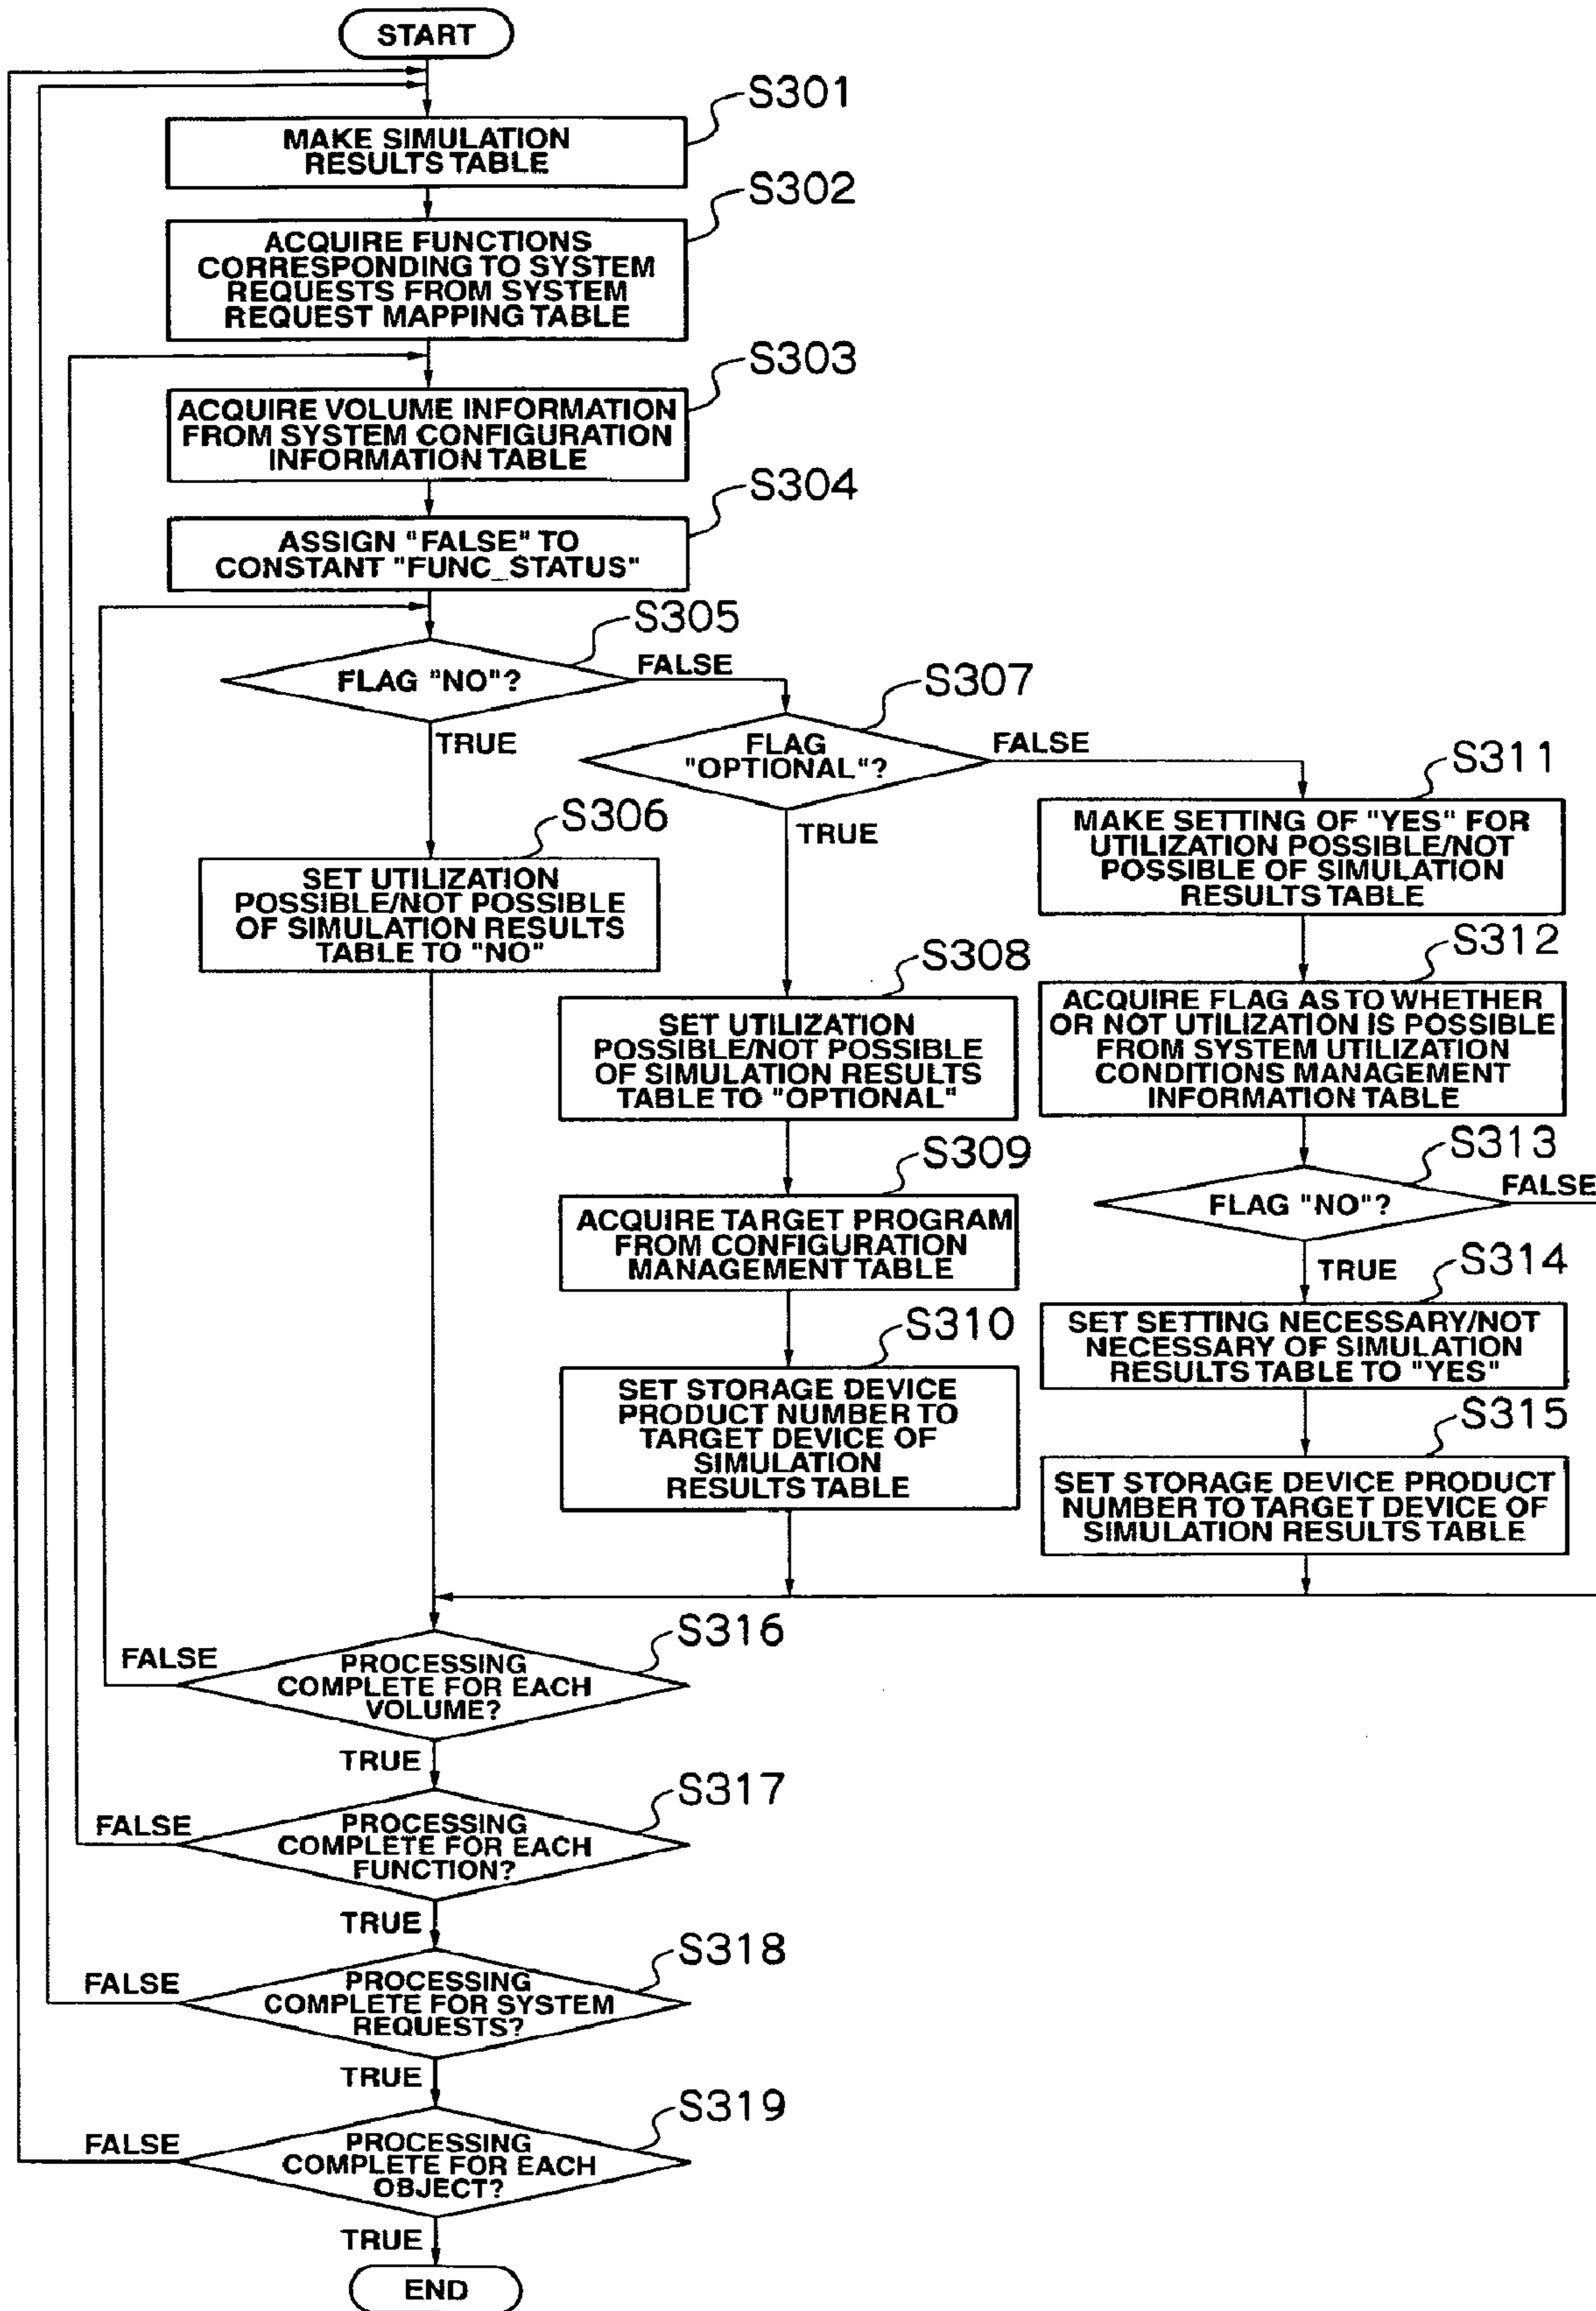 START
S301
MAKE SIMULATION
RESULTS TABLE
S302
ACQUIRE FUNCTIONS
CORRESPONDING TO SYSTEM
REQUESTS FROM SYSTEM
REQUEST MAPPING TABLE
S303
ACQUIRE VOLUME INFORMATION
FROM SYSTEM CONFIGURATION
INFORMATION TABLE
S304
ASSIGN "FALSE" TO
CONSTANT "FUNC_STATUS"
S305
FLAG "NO"?
FALSE
TRUE
S306
SET UTILIZATION
POSSIBLE/NOT POSSIBLE
OF SIMULATION RESULTS
TABLE TO "NO"
S307
FLAG
"OPTIONAL"?
FALSE
TRUE
S308
SET UTILIZATION
POSSIBLE/NOT POSSIBLE
OF SIMULATION RESULTS
TABLE TO "OPTIONAL"
S309
ACQUIRE TARGET PROGRAM
FROM CONFIGURATION
MANAGEMENT TABLE
S310
SET STORAGE DEVICE
PRODUCT NUMBER TO
TARGET DEVICE OF
SIMULATION
RESULTS TABLE
S311
MAKE SETTING OF "YES" FOR
UTILIZATION POSSIBLE/NOT
POSSIBLE OF SIMULATION
RESULTS TABLE
S312
ACQUIRE FLAG AS TO WHETHER
OR NOT UTILIZATION IS POSSIBLE
FROM SYSTEM UTILIZATION
CONDITIONS MANAGEMENT
INFORMATION TABLE
S313
FLAG "NO"?
FALSE
TRUE
S314
SET SETTING NECESSARY/NOT
NECESSARY OF SIMULATION
RESULTS TABLE TO "YES"
S315
SET STORAGE DEVICE PRODUCT
NUMBER TO TARGET DEVICE OF
SIMULATION RESULTS TABLE
S316
FALSE
PROCESSING
COMPLETE FOR EACH
VOLUME?
TRUE
S317
FALSE
PROCESSING
COMPLETE FOR EACH
FUNCTION?
TRUE
S318
FALSE
PROCESSING
COMPLETE FOR SYSTEM
REQUESTS?
TRUE
S319
FALSE
PROCESSING
COMPLETE FOR EACH
OBJECT?
TRUE
END